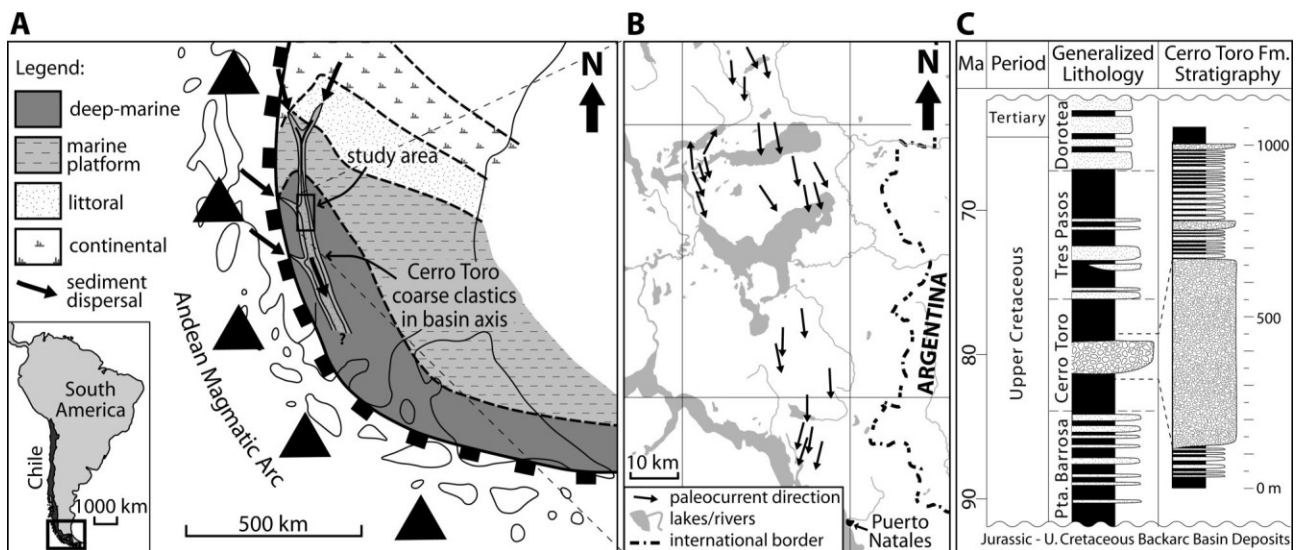 A
Legend:
deep-marine
marine
platform
littoral
continental
sediment
dispersal
N
study area
Cerro Toro
coarse clastics
in basin axis
?
Andean Magmatic Arc
500 km
South
America
Chile
1000 km
B
N
ARGENTINA
10 km
paleocurrent direction
lakes/rivers
international border
Puerto
Natales
C
Ma
Period
Generalized
Lithology
Cerro Toro Fm.
Stratigraphy
Tertiary
Upper Cretaceous
70
80
90
Dorotea
Tres Pasos
Cerro Toro
Pta. Barrosa
1000
500
0 m
Jurassic - U. Cretaceous Backarc Basin Deposits